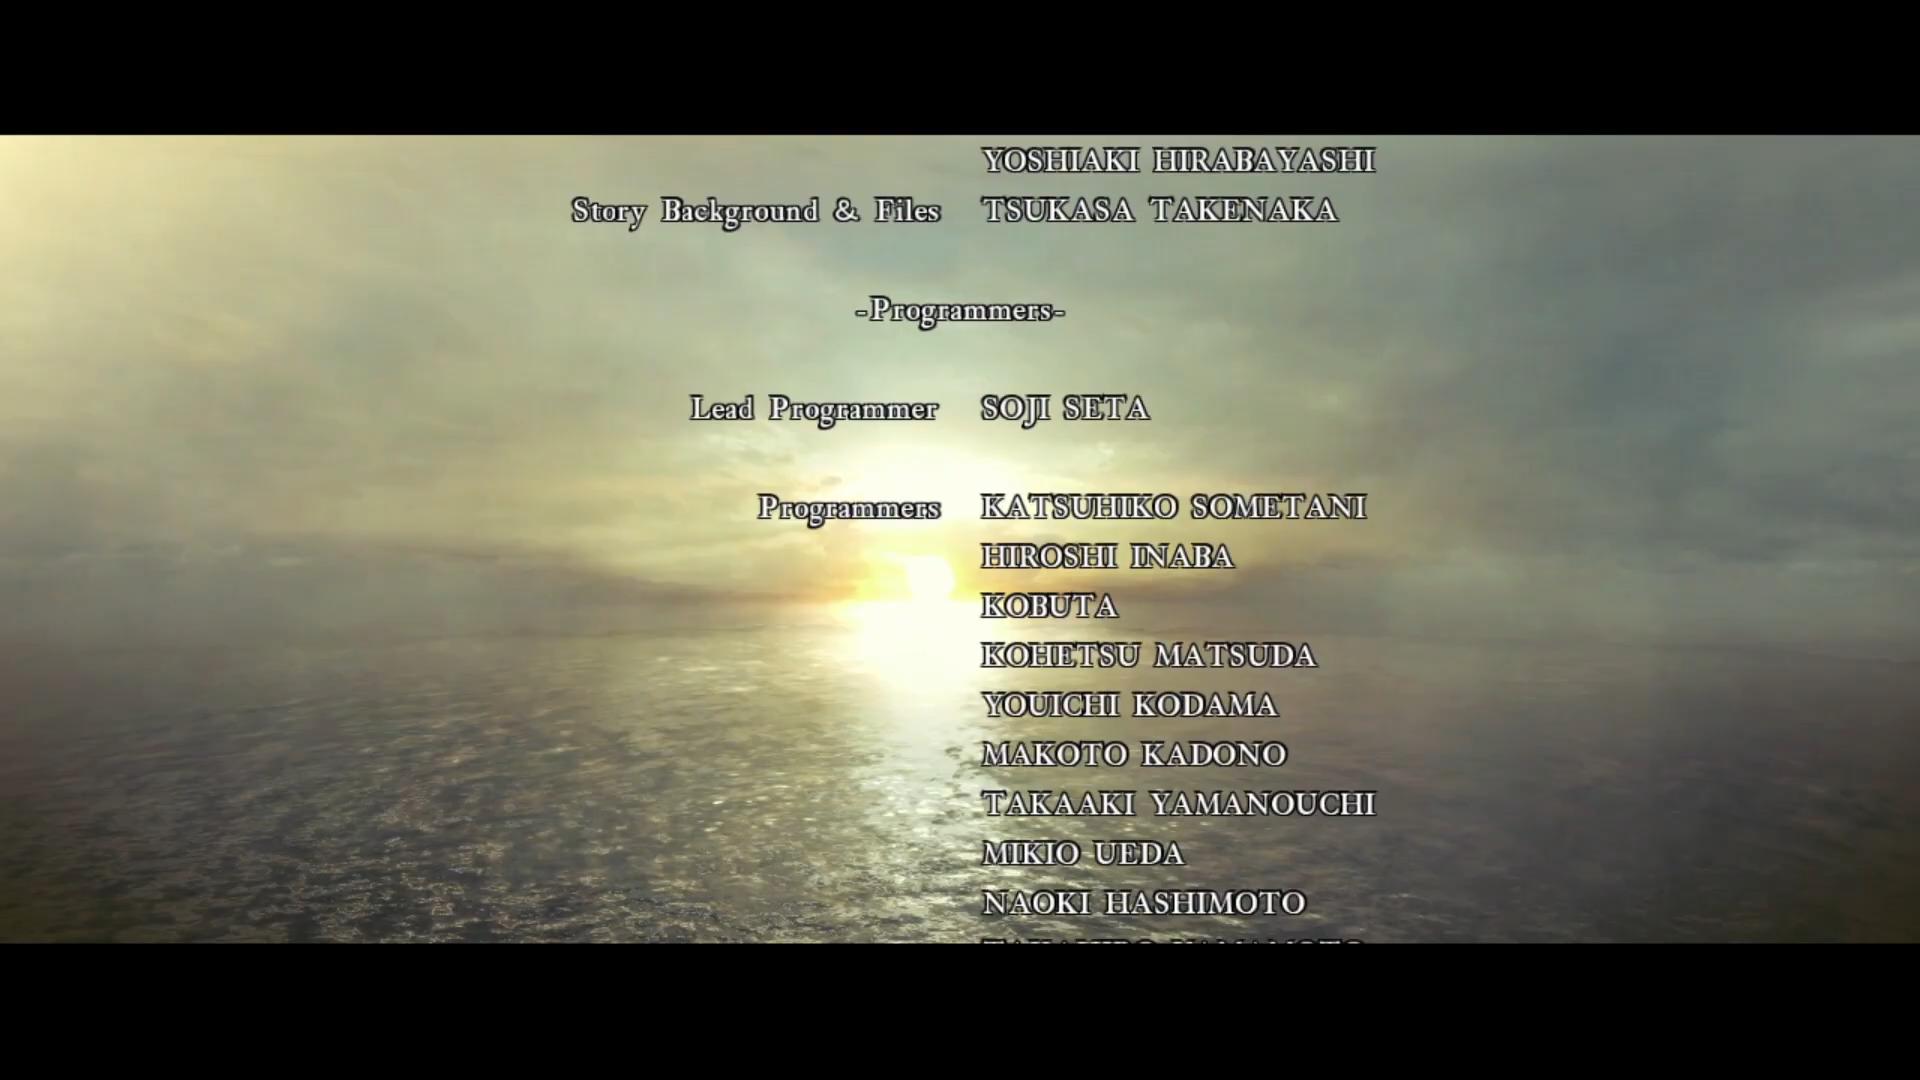 YOSHIAKI HIRABAYASHI
Story Background & Files TSUKASA TAKENAKA
-Programmers-
Lead Programmer SOJI SETA
Programmers KATSUHIKO SOMETANI
HIROSHI INABA
KOBUTA
KOHETSU MATSUDA
YOUICHI KODAMA
MAKOTO KADONO
TAKAAKI YAMANOUCHI
MIKIO UEDA
NAOKI HASHIMOTO